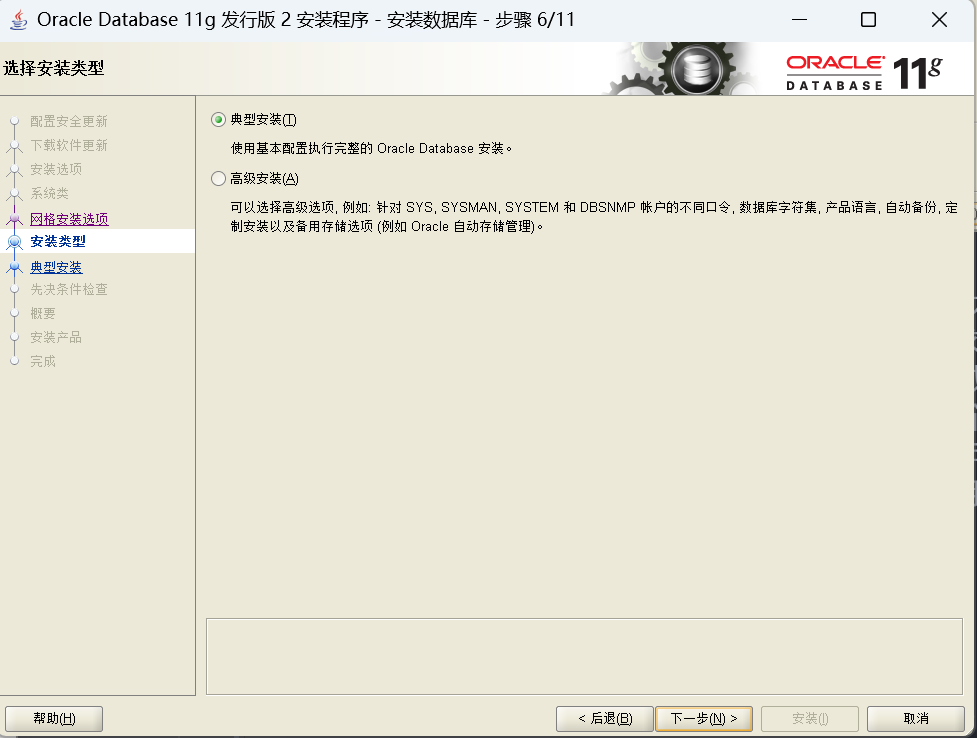 Oracle Database 11g 发行版 2 安装程序 - 安装数据库 - 步骤 6/11
选择安装类型
ORACLE
DATABASE
11g
配置安全更新
下载软件更新
安装选项
系统类
网格安装选项
安装类型
典型安装
先决条件检查
概要
安装产品
完成
典型安装(T)
使用基本配置执行完整的 Oracle Database 安装。
高级安装(A)
可以选择高级选项, 例如: 针对 SYS, SYSMAN, SYSTEM 和 DBSNMP 帐户的不同口令, 数据库字符集, 产品语言, 自动备份, 定
制安装以及备用存储选项 (例如 Oracle 自动存储管理)。
帮助(H)
< 后退(B)
下一步(N) >
安装(I)
取消